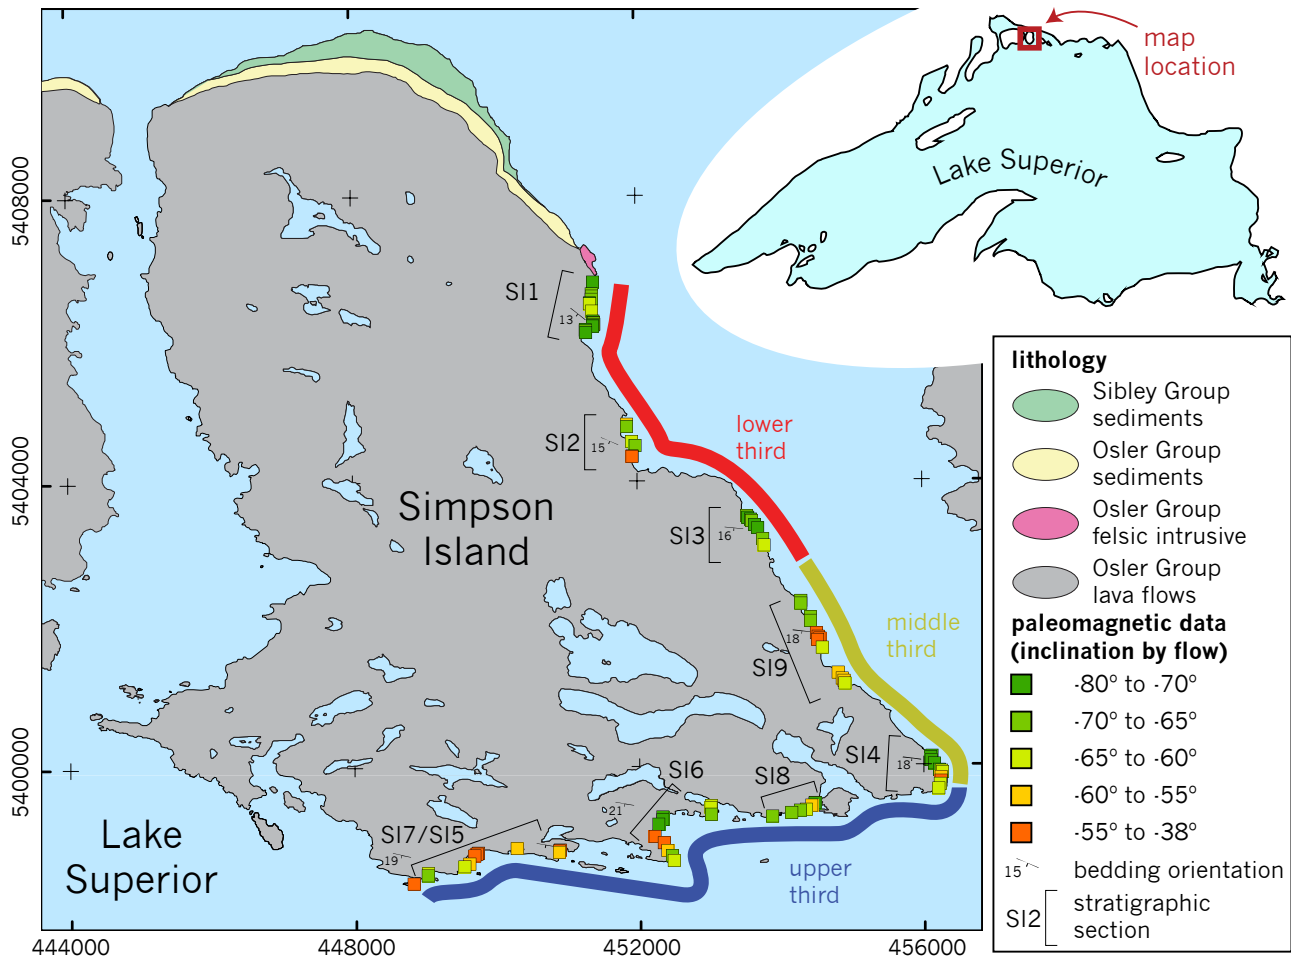 map
location
Lake Superior
5408000
5404000
5400000
444000
448000
452000
456000
SI1
13
SI2
15
SI3
16
SI9
18
SI4
18
SI6
21
SI8
SI7/SI5
19
Simpson
Island
Lake
Superior
lower
third
middle
third
upper
third
lithology
Sibley Group
sediments
Osler Group
sediments
Osler Group
felsic intrusive
Osler Group
lava flows
paleomagnetic data
(inclination by flow)
-80° to -70°
-70° to -65°
-65° to -60°
-60° to -55°
-55° to -38°
15 bedding orientation
SI2 stratigraphic
section